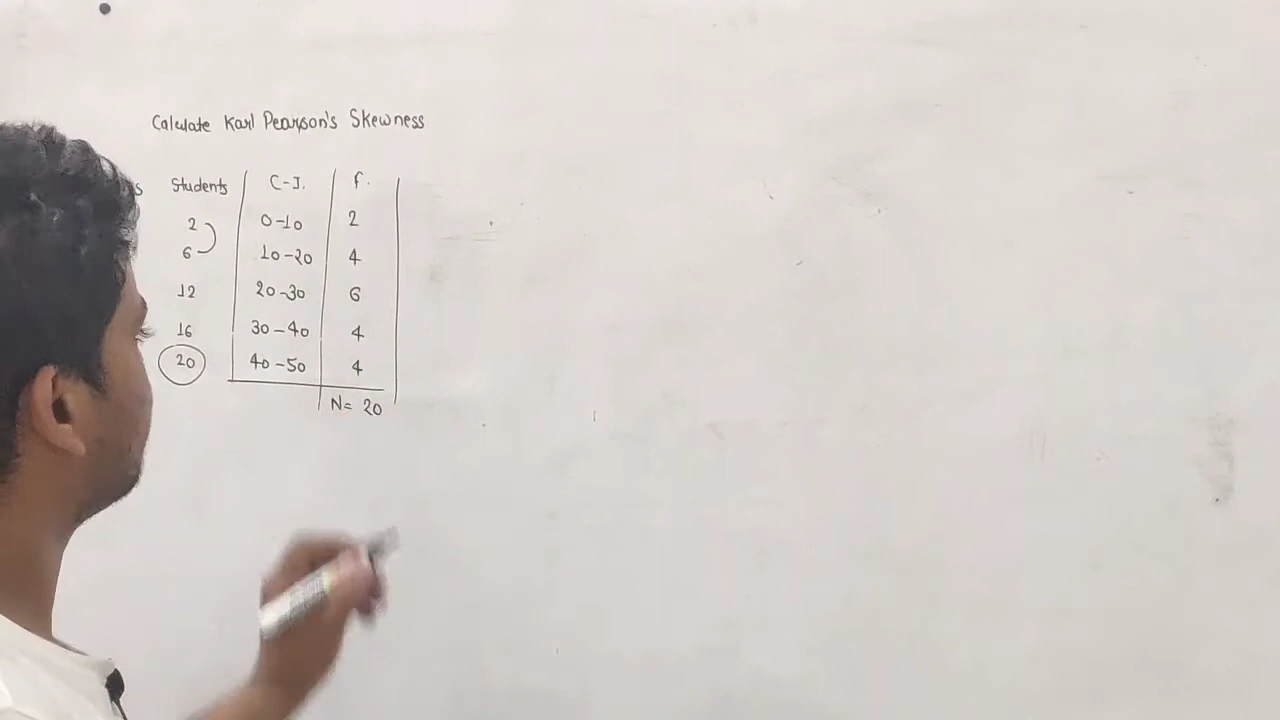 Calculate Karl Pearson's Skewness
s Students C-I. f.
2 0-10 2
6 10-20 4
12 20-30 6
16 30-40 4
20 40-50 4
N= 20